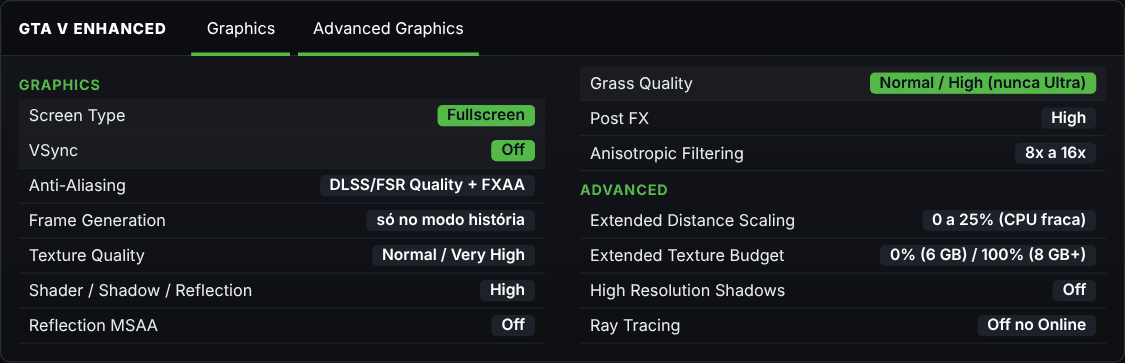 GTA V ENHANCED Graphics Advanced Graphics
GRAPHICS
Screen Type Fullscreen
VSync Off
Anti-Aliasing DLSS/FSR Quality + FXAA
Frame Generation só no modo história
Texture Quality Normal / Very High
Shader / Shadow / Reflection High
Reflection MSAA Off
Grass Quality Normal / High (nunca Ultra)
Post FX High
Anisotropic Filtering 8x a 16x
ADVANCED
Extended Distance Scaling 0 a 25% (CPU fraca)
Extended Texture Budget 0% (6 GB) / 100% (8 GB+)
High Resolution Shadows Off
Ray Tracing Off no Online